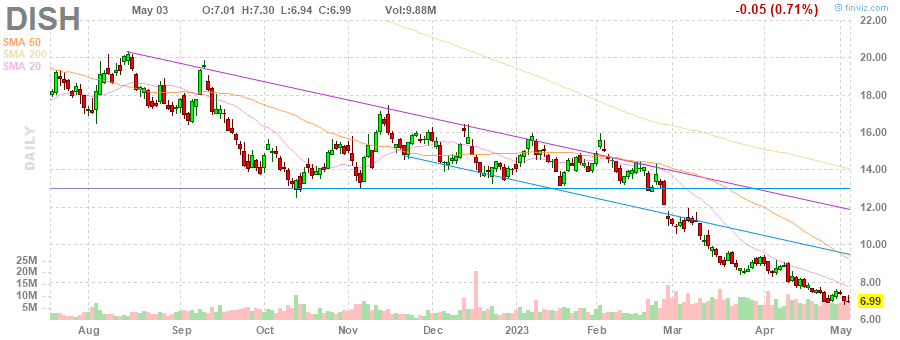 DISH May 03 O:7.01 H:7.30 L:6.94 C:6.99 Vol:9.88M -0.05 (0.71%) © finviz.com
SMA 50
SMA 200
SMA 20
DAILY
22.00
20.00
18.00
16.00
14.00
12.00
10.00
8.00
6.99
6.00
25M
20M
15M
10M
5M
Aug Sep Oct Nov Dec 2023 Feb Mar Apr May